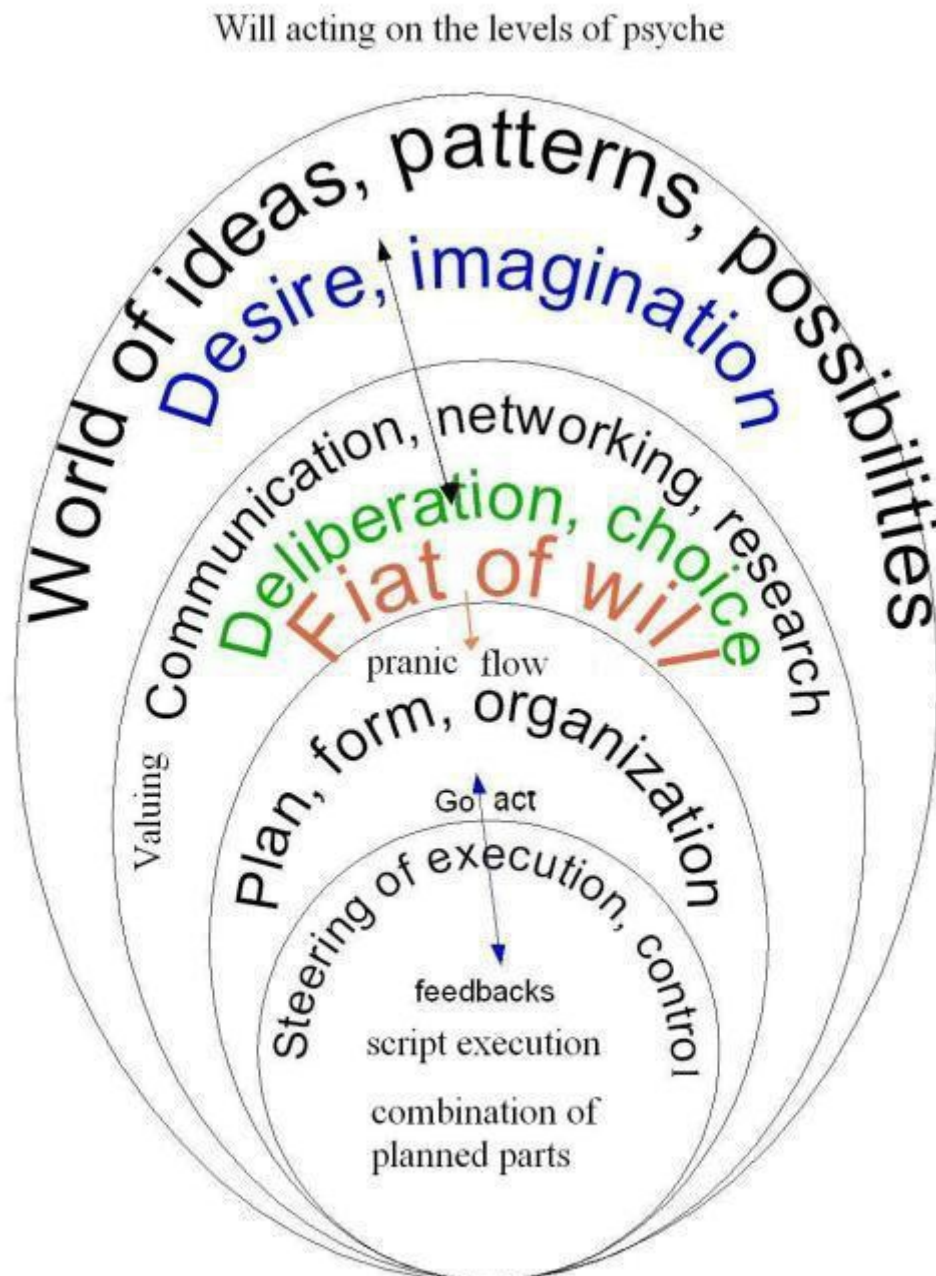 Will acting on the levels of psyche
World of ideas, patterns, possibilities
Desire, imagination
Communication, networking, research
Deliberation, choice
Fiat of will
pranic flow
Valuing
Plan, form, organization
Go act
Steering of execution, control
feedbacks
script execution
combination of
planned parts